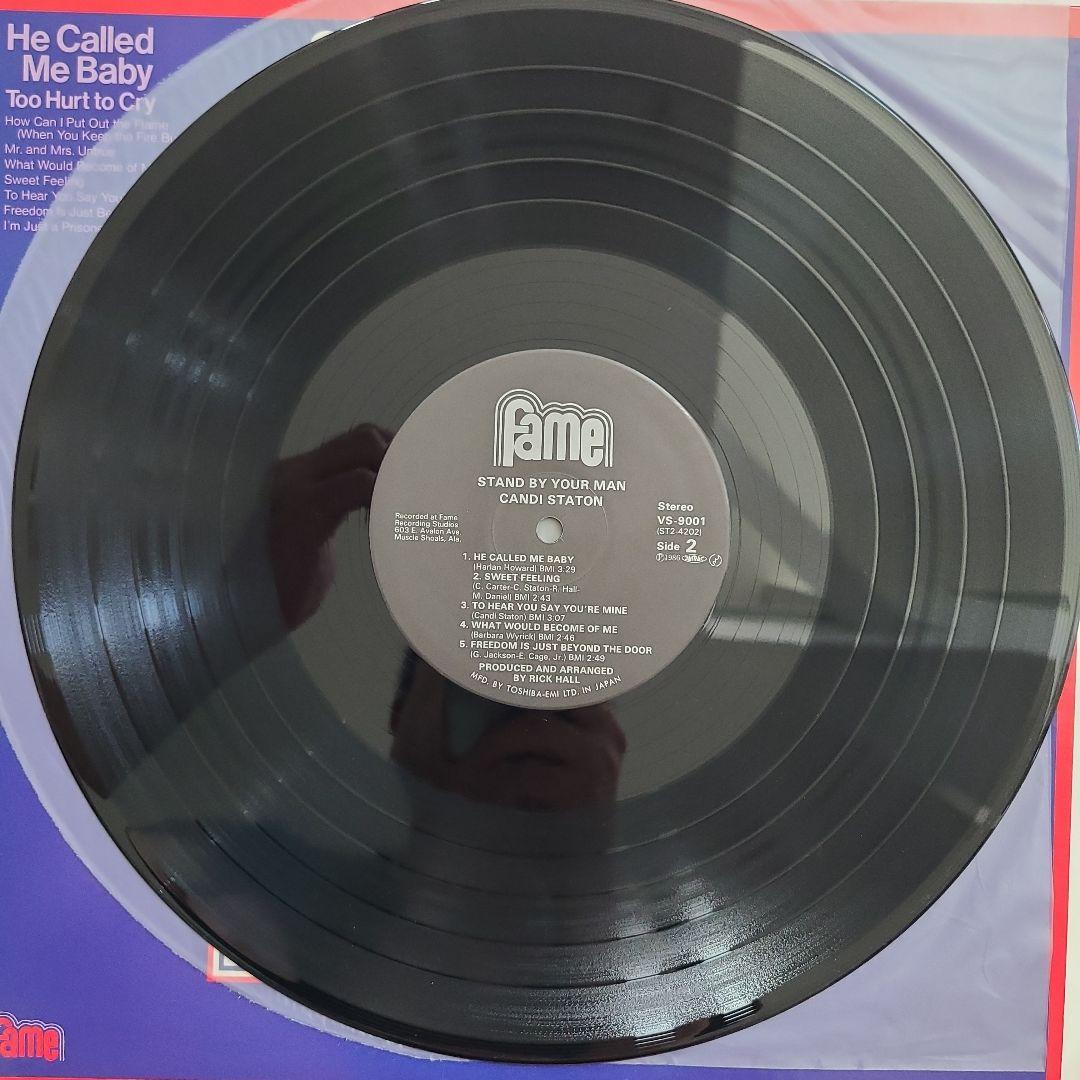 He Called
Me Baby
Too Hurt to Cry
How Can I Put Out the Flame
(When You Keep the Fire
Mr. and Mrs. Untrue
What Would Become of
Sweet Feeling
To Hear You Say You
Freedom Is Just
I'm Just a
fame
STAND BY YOUR MAN
CANDI STATON
Recorded at Fame
Recording Studios
603 E. Avalon Ave.
Muscle Shoals, Ala.
Stereo
VS-9001
(ST2-4202)
Side 2
Ⓟ1986
1. HE CALLED ME BABY
(Harlan Howard) BMI 3:29
2. SWEET FEELING
(C. Carter-C. Staton-R. Hall-
M. Daniel) BMI 2:43
3. TO HEAR YOU SAY YOU'RE MINE
(Candi Staton) BMI 3:07
4. WHAT WOULD BECOME OF ME
(Barbara Wyrick) BMI 2:46
5. FREEDOM IS JUST BEYOND THE DOOR
(G. Jackson-E. Cage, Jr.) BMI 2:49
PRODUCED AND ARRANGED
BY RICK HALL
MFD. BY TOSHIBA-EMI LTD. IN JAPAN
fame